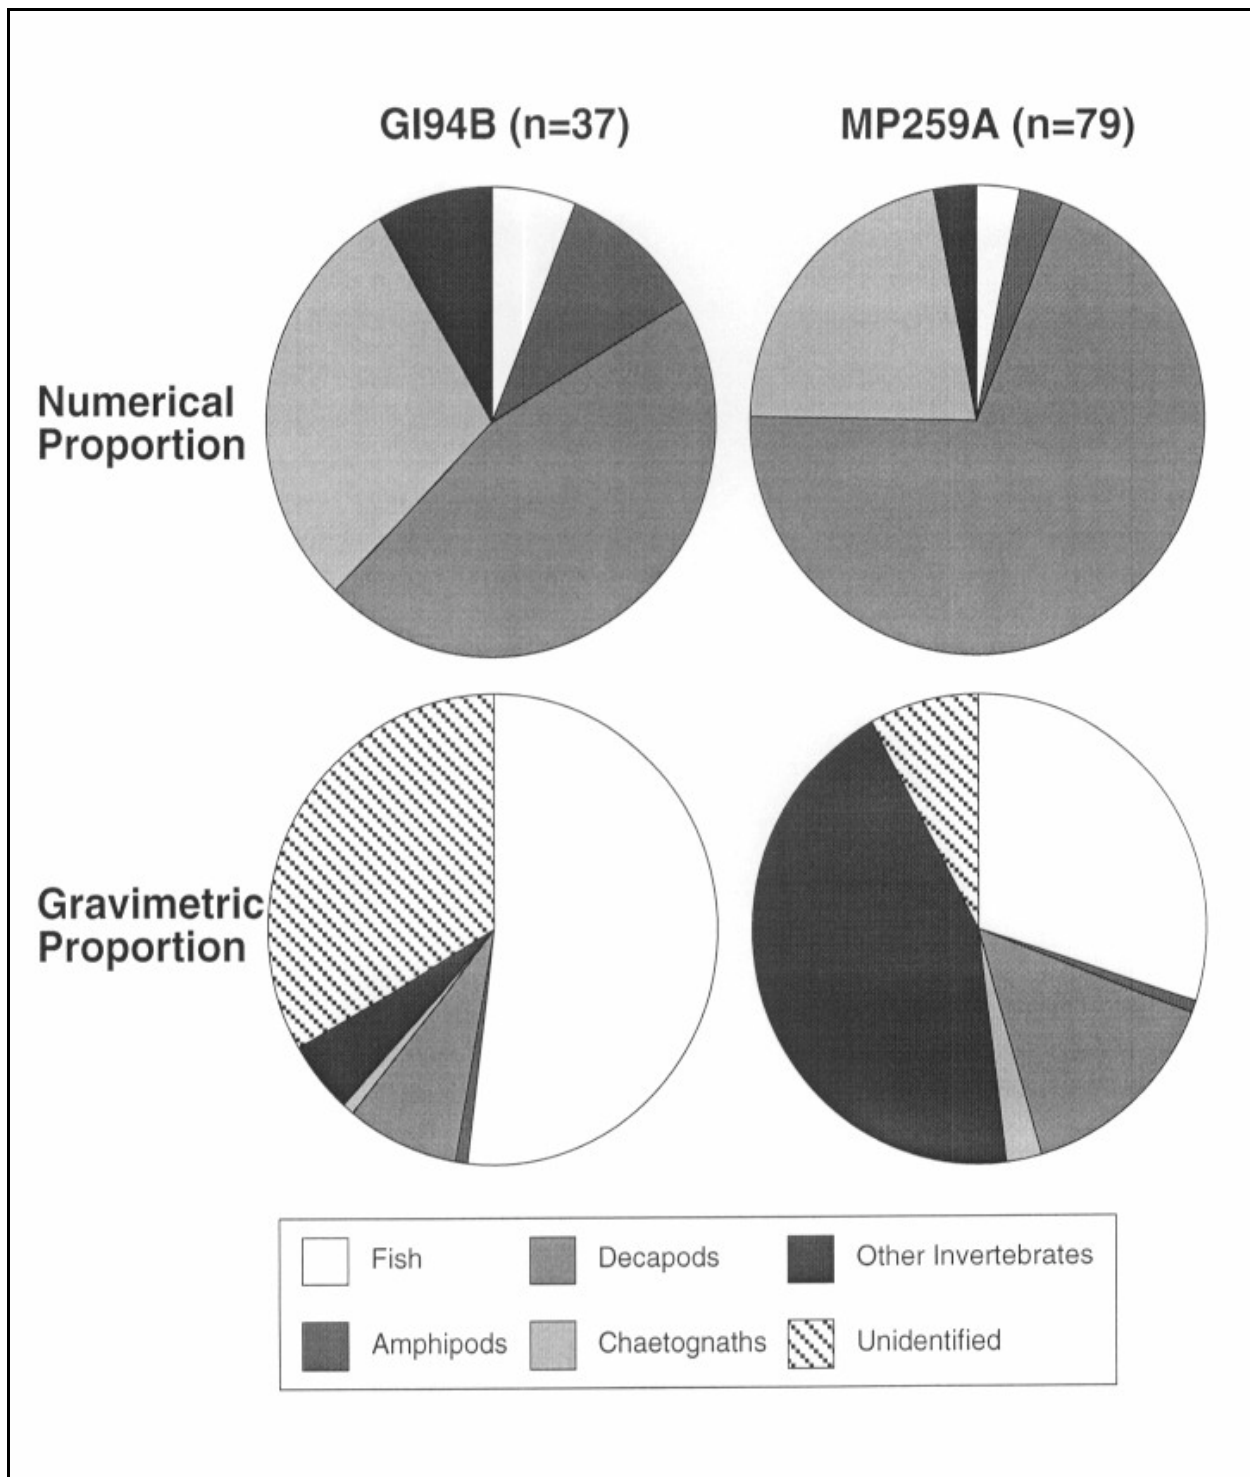 GI94B (n=37)
MP259A (n=79)
Numerical
Proportion
Gravimetric
Proportion
Fish
Decapods
Other Invertebrates
Amphipods
Chaetognaths
Unidentified